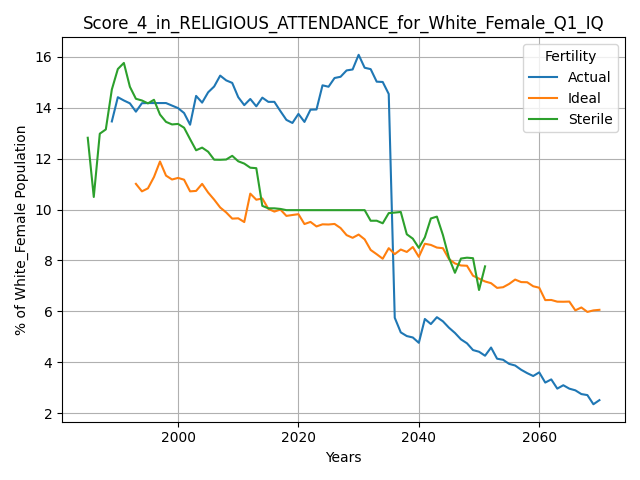 Score_4_in_RELIGIOUS_ATTENDANCE_for_White_Female_Q1_IQ
% of White_Female Population
16
14
12
10
8
6
4
2
Fertility
Actual
Ideal
Sterile
2000
2020
2040
2060
Years